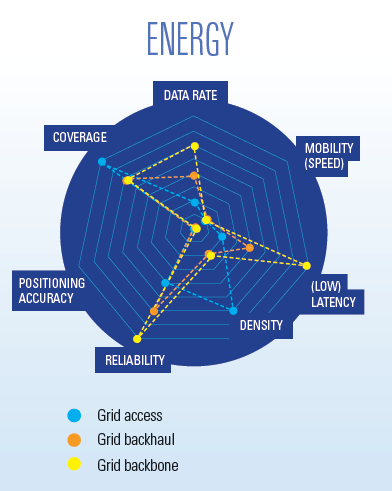 ENERGY
DATA RATE
COVERAGE
MOBILITY
(SPEED)
POSITIONING
ACCURACY
(LOW)
LATENCY
DENSITY
RELIABILITY
Grid access
Grid backhaul
Grid backbone